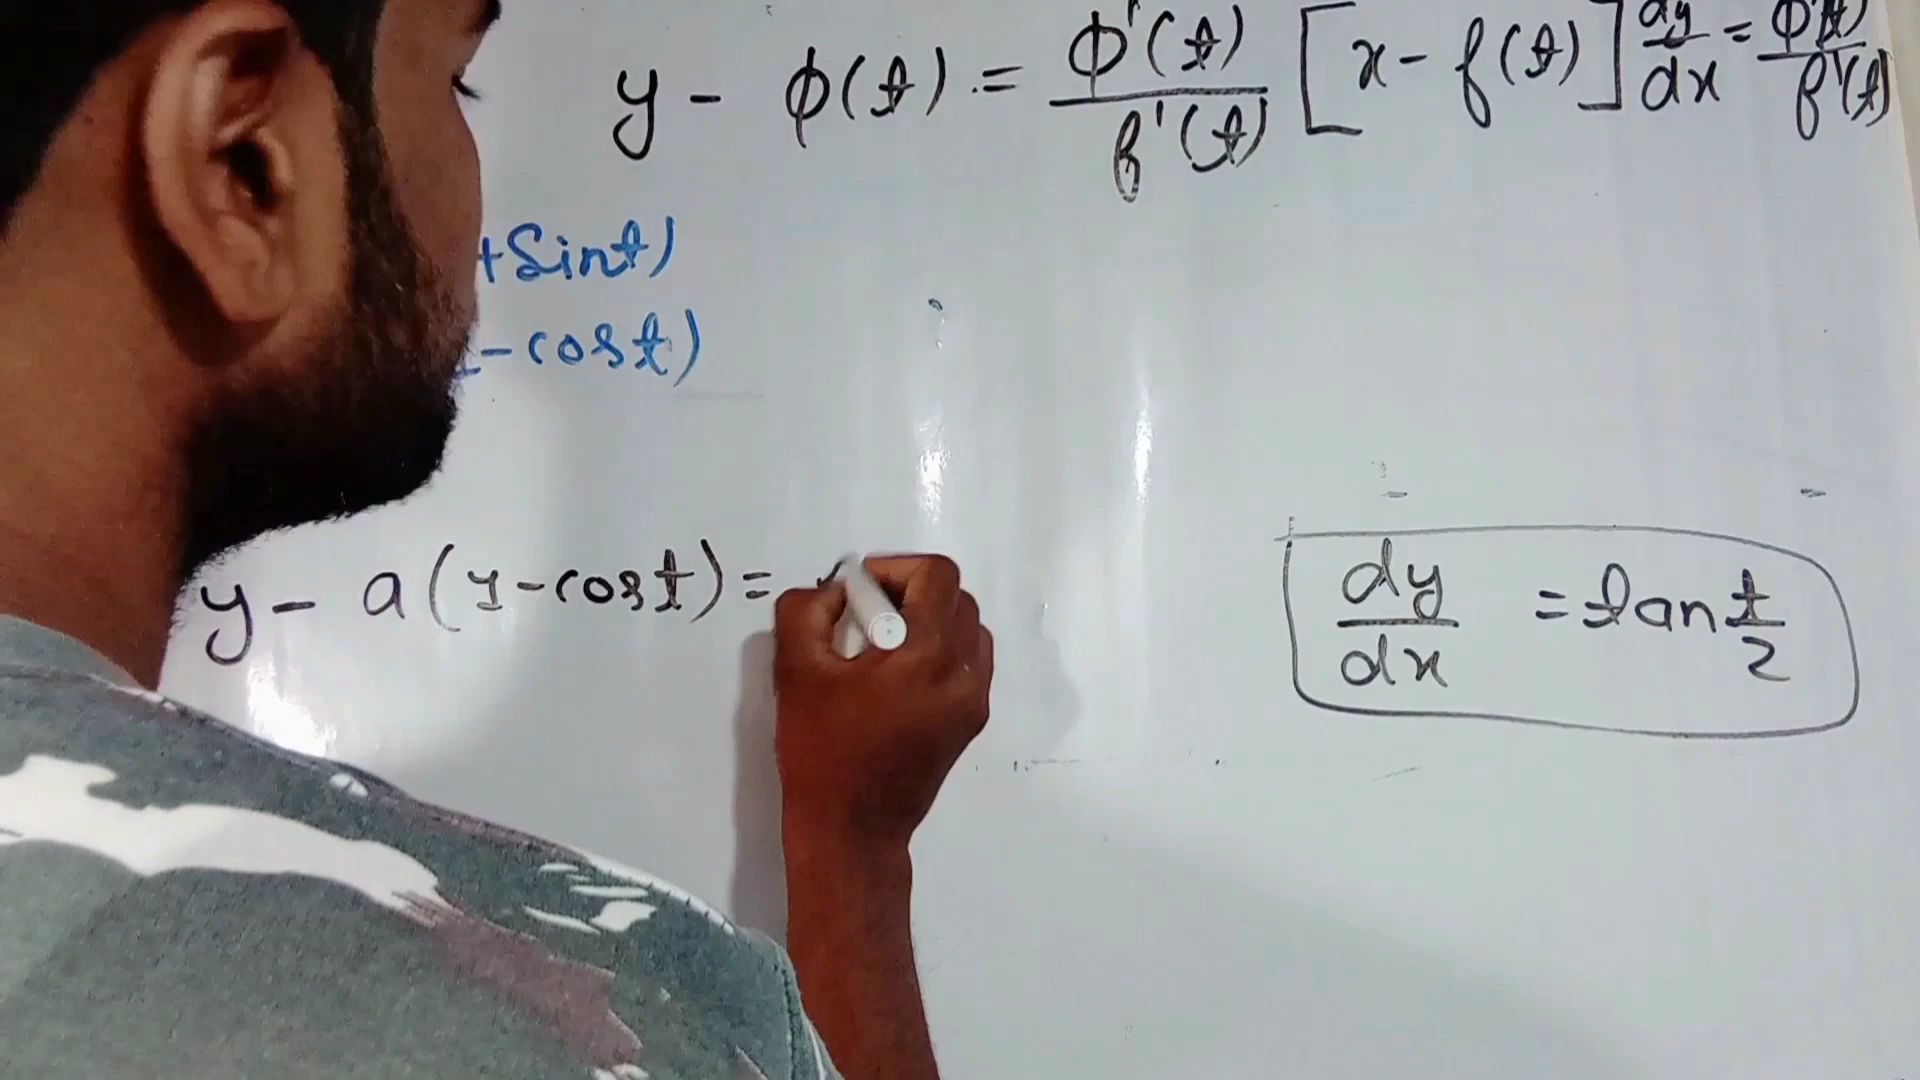 y - ϕ(t) = ϕ'(t)/f'(t) [x - f(t)] dy/dx = ϕ'(t)/f'(t)
+Sint)
-cost)
y - a(1-cost) =
dy/dx = tan t/2